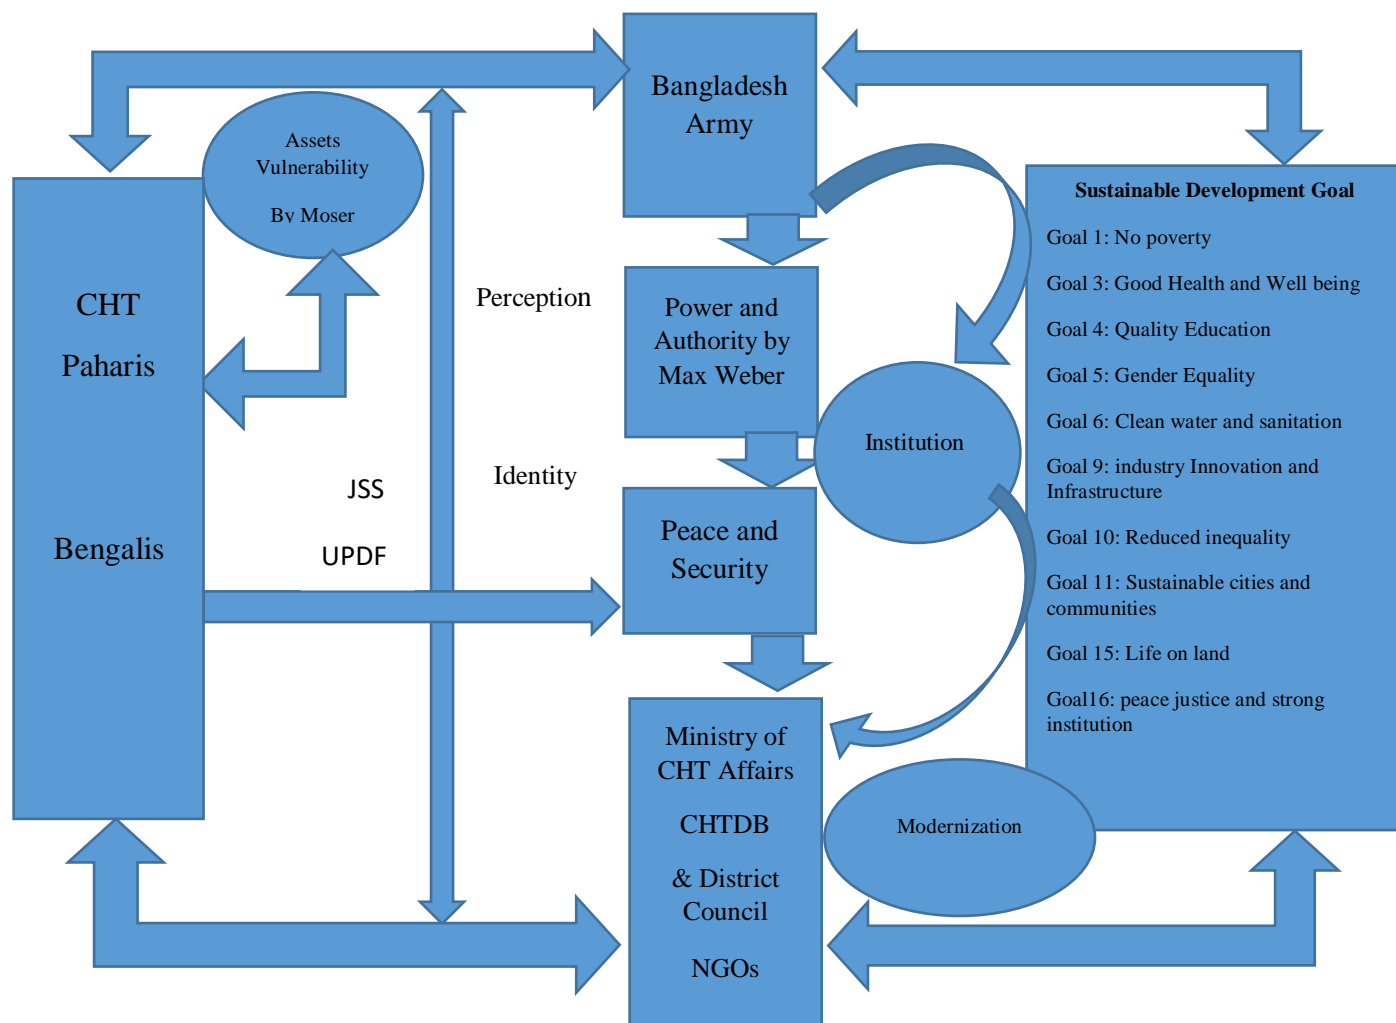 Bangladesh
Army
Assets
Vulnerability
By Moser
CHT
Paharis
Bengalis
Perception
Identity
JSS
UPDF
Power and
Authority by
Max Weber
Peace and
Security
Institution
Ministry of
CHT Affairs
CHTDB
& District
Council
NGOs
Modernization
Sustainable Development Goal
Goal 1: No poverty
Goal 3: Good Health and Well being
Goal 4: Quality Education
Goal 5: Gender Equality
Goal 6: Clean water and sanitation
Goal 9: industry Innovation and
Infrastructure
Goal 10: Reduced inequality
Goal 11: Sustainable cities and
communities
Goal 15: Life on land
Goal16: peace justice and strong
institution